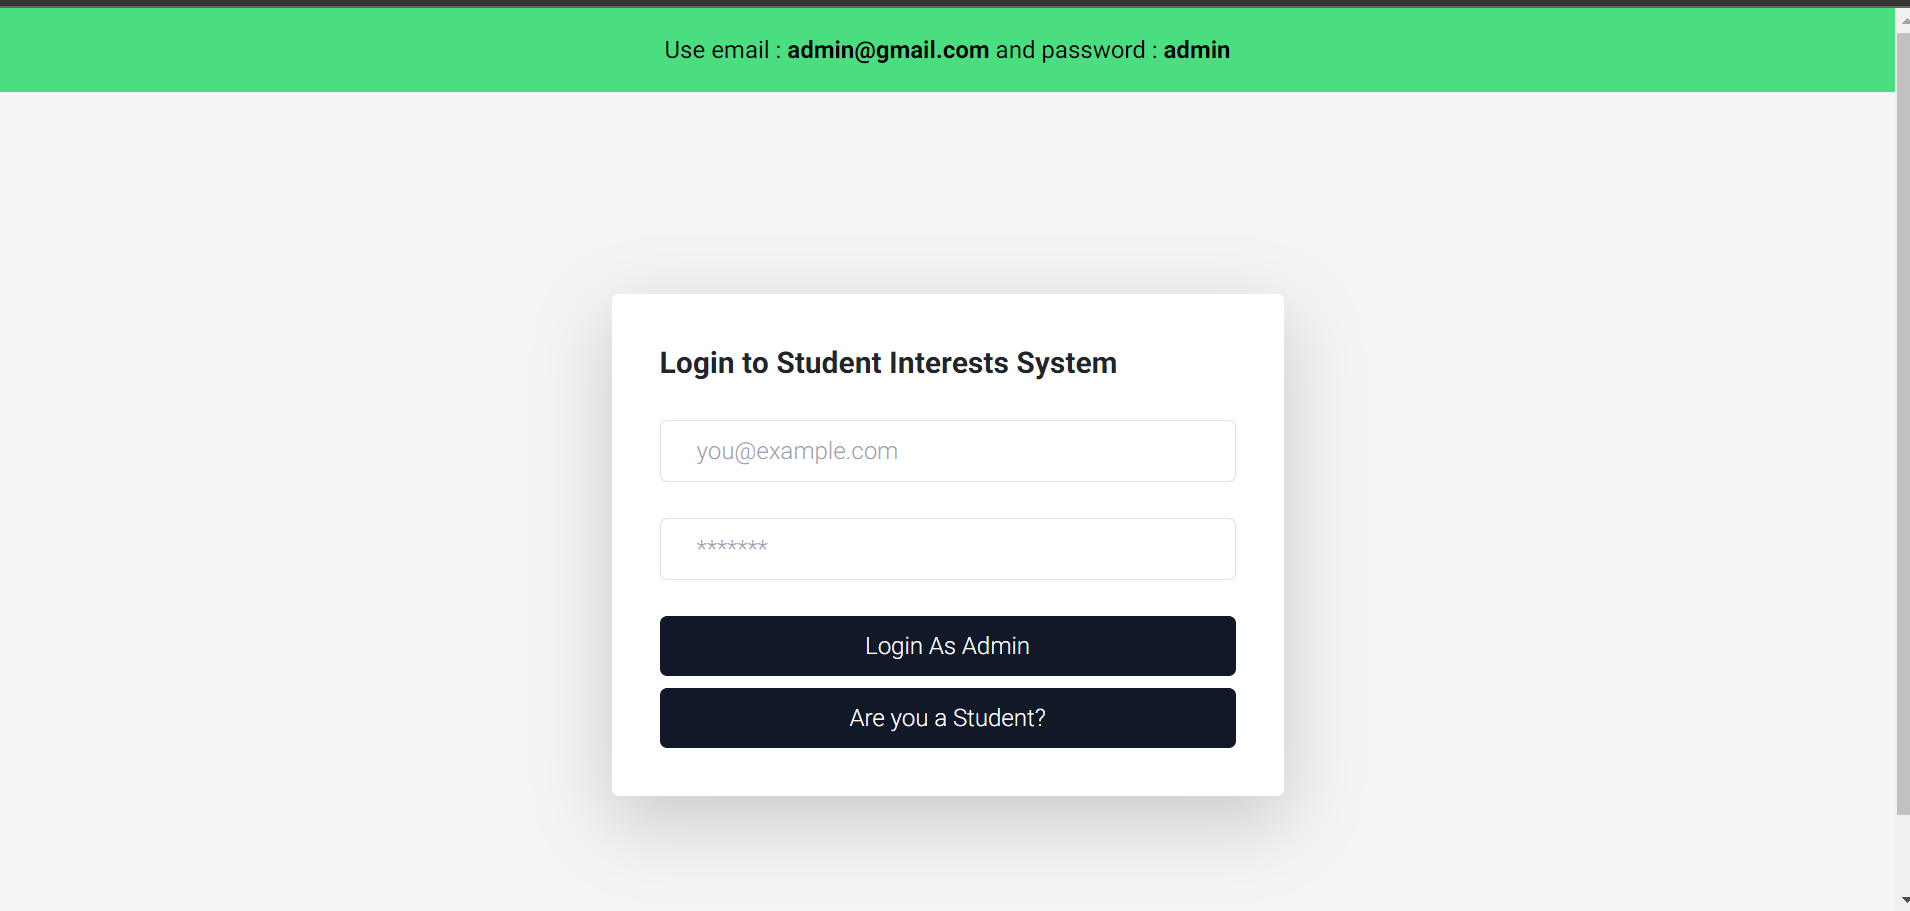 Use email : admin@gmail.com and password : admin
Login to Student Interests System
you@example.com
*******
Login As Admin
Are you a Student?